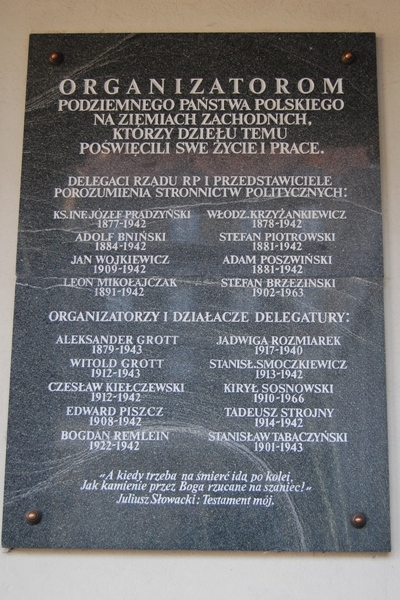 ORGANIZATOROM
PODZIEMNEGO PAŃSTWA POLSKIEGO
NA ZIEMIACH ZACHODNICH,
KTÓRZY DZIEŁU TEMU
POŚWIĘCILI SWE ŻYCIE I PRACE.
DELEGACI RZĄDU RP I PRZEDSTAWICIELE
POROZUMIENIA STRONNICTW POLITYCZNYCH:
KS. INF. JÓZEF PRĄDZYŃSKI
1877-1942
ADOLF BNIŃSKI
1884-1942
JAN WOJKIEWICZ
1909-1942
LEON MIKOŁAJCZAK
1891-1942
WŁODZ. KRZYŻANKIEWICZ
1878-1942
STEFAN PIOTROWSKI
1881-1942
ADAM POSZWIŃSKI
1881-1942
STEFAN BRZEZIŃSKI
1902-1963
ORGANIZATORZY I DZIAŁACZE DELEGATURY:
ALEKSANDER GROTT
1879-1943
WITOLD GROTT
1912-1943
CZESŁAW KIEŁCZEWSKI
1912-1942
EDWARD PISZCZ
1908-1942
BOGDAN REMLEIN
1922-1942
JADWIGA ROZMIAREK
1917-1940
STANISŁ. SMOCZKIEWICZ
1913-1942
KIRYŁ SOSNOWSKI
1910-1966
TADEUSZ STROJNY
1914-1942
STANISŁAW TABACZYŃSKI
1901-1943
«A kiedy trzeba na śmierć idą po kolei,
Jak kamienie przez Boga rzucane na szaniec!»
Juliusz Słowacki: Testament mój.